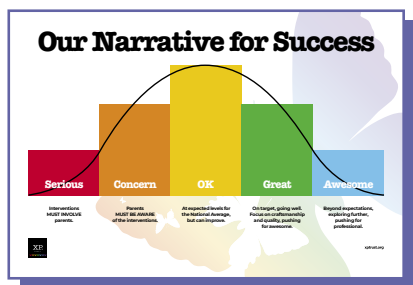 Our Narrative for Success
Serious
Concern
OK
Great
Awesome
Interventions
MUST INVOLVE
parents.
Parents
MUST BE AWARE
of the interventions.
At expected levels for
the National Average,
but can improve.
On target, going well.
Focus on craftsmanship
and quality, pushing
for awesome.
Beyond expectations,
exploring further,
pushing for
professional.
XP
xptrust.org